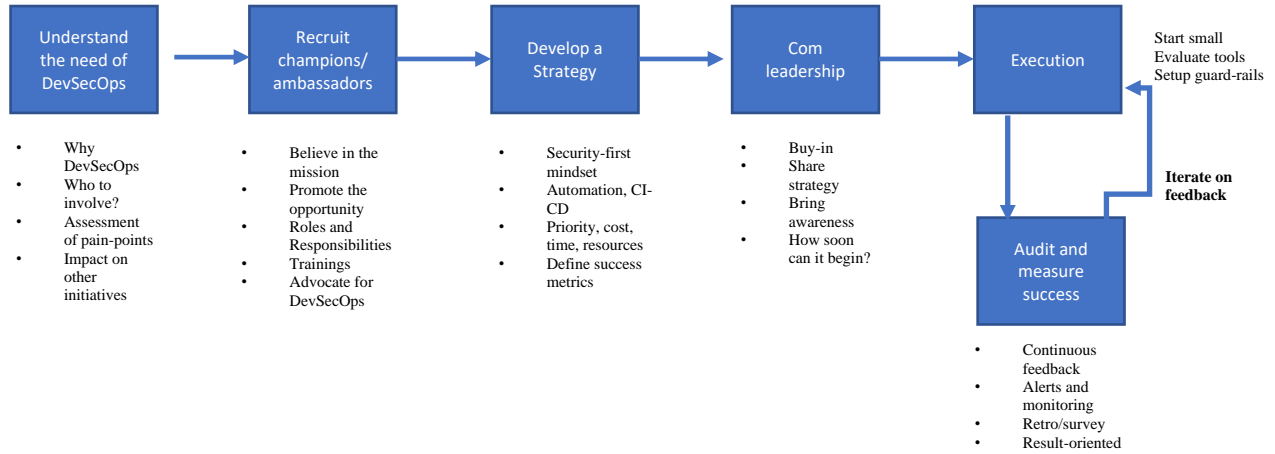 Understand
the need of
DevSecOps
Recruit
champions/
ambassadors
Develop a
Strategy
Com
leadership
Execution
Start small
Evaluate tools
Setup guard-rails
• Why
DevSecOps
• Who to
involve?
• Assessment
of pain-points
• Impact on
other
initiatives
• Believe in the
mission
• Promote the
opportunity
• Roles and
Responsibilities
• Trainings
• Advocate for
DevSecOps
• Security-first
mindset
• Automation, CI-
CD
• Priority, cost,
time, resources
• Define success
metrics
• Buy-in
• Share
strategy
• Bring
awareness
• How soon
can it begin?
Iterate on
feedback
Audit and
measure
success
• Continuous
feedback
• Alerts and
monitoring
• Retro/survey
• Result-oriented